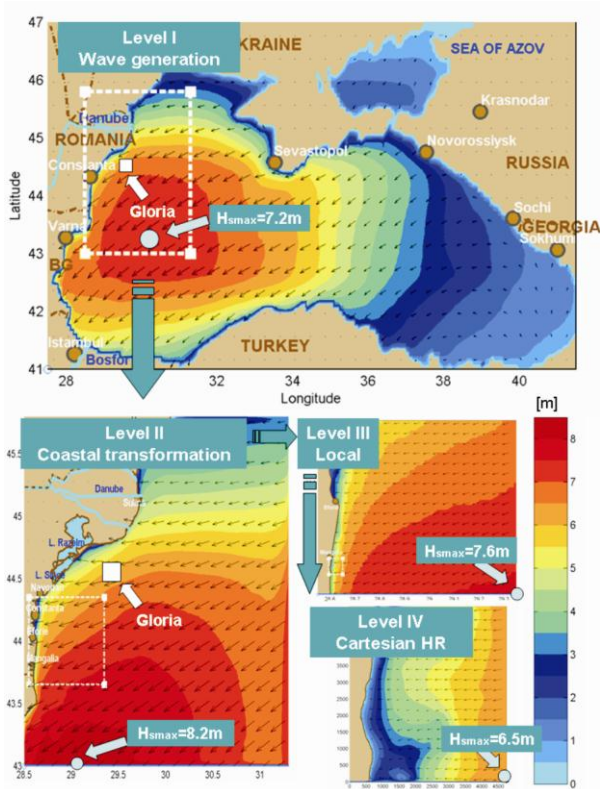 Level I
Wave generation
KRAINE
SEA OF AZOV
Krasnodar
Danube
ROMANIA
Novorossiysk
Sevastopol
Constanta
RUSSIA
Gloria
Hsmax=7.2m
Sochi
GEORGIA
Sokhumi
Varna
BG
Istambul
Bosfor
TURKEY
47
46
45
44
43
42
41
Latitude
28 30 32 34 36 38 40
Longitude
[m]
Level II
Coastal transformation
Level III
Local
45.5
45
44.5
44
43.5
43
Danube
Sulina
L. Razelm
L. Sinoe
Navodari
Constanta
Mangalia
Gloria
Hsmax=8.2m
28.5 29 29.5 30 30.5 31
Hsmax=7.6m
Level IV
Cartesian HR
3500
3000
2500
2000
1500
1000
500
0
0 500 1000 1500 2000 2500 3000 3500 4000 4500
Hsmax=6.5m
8
7
6
5
4
3
2
1
0